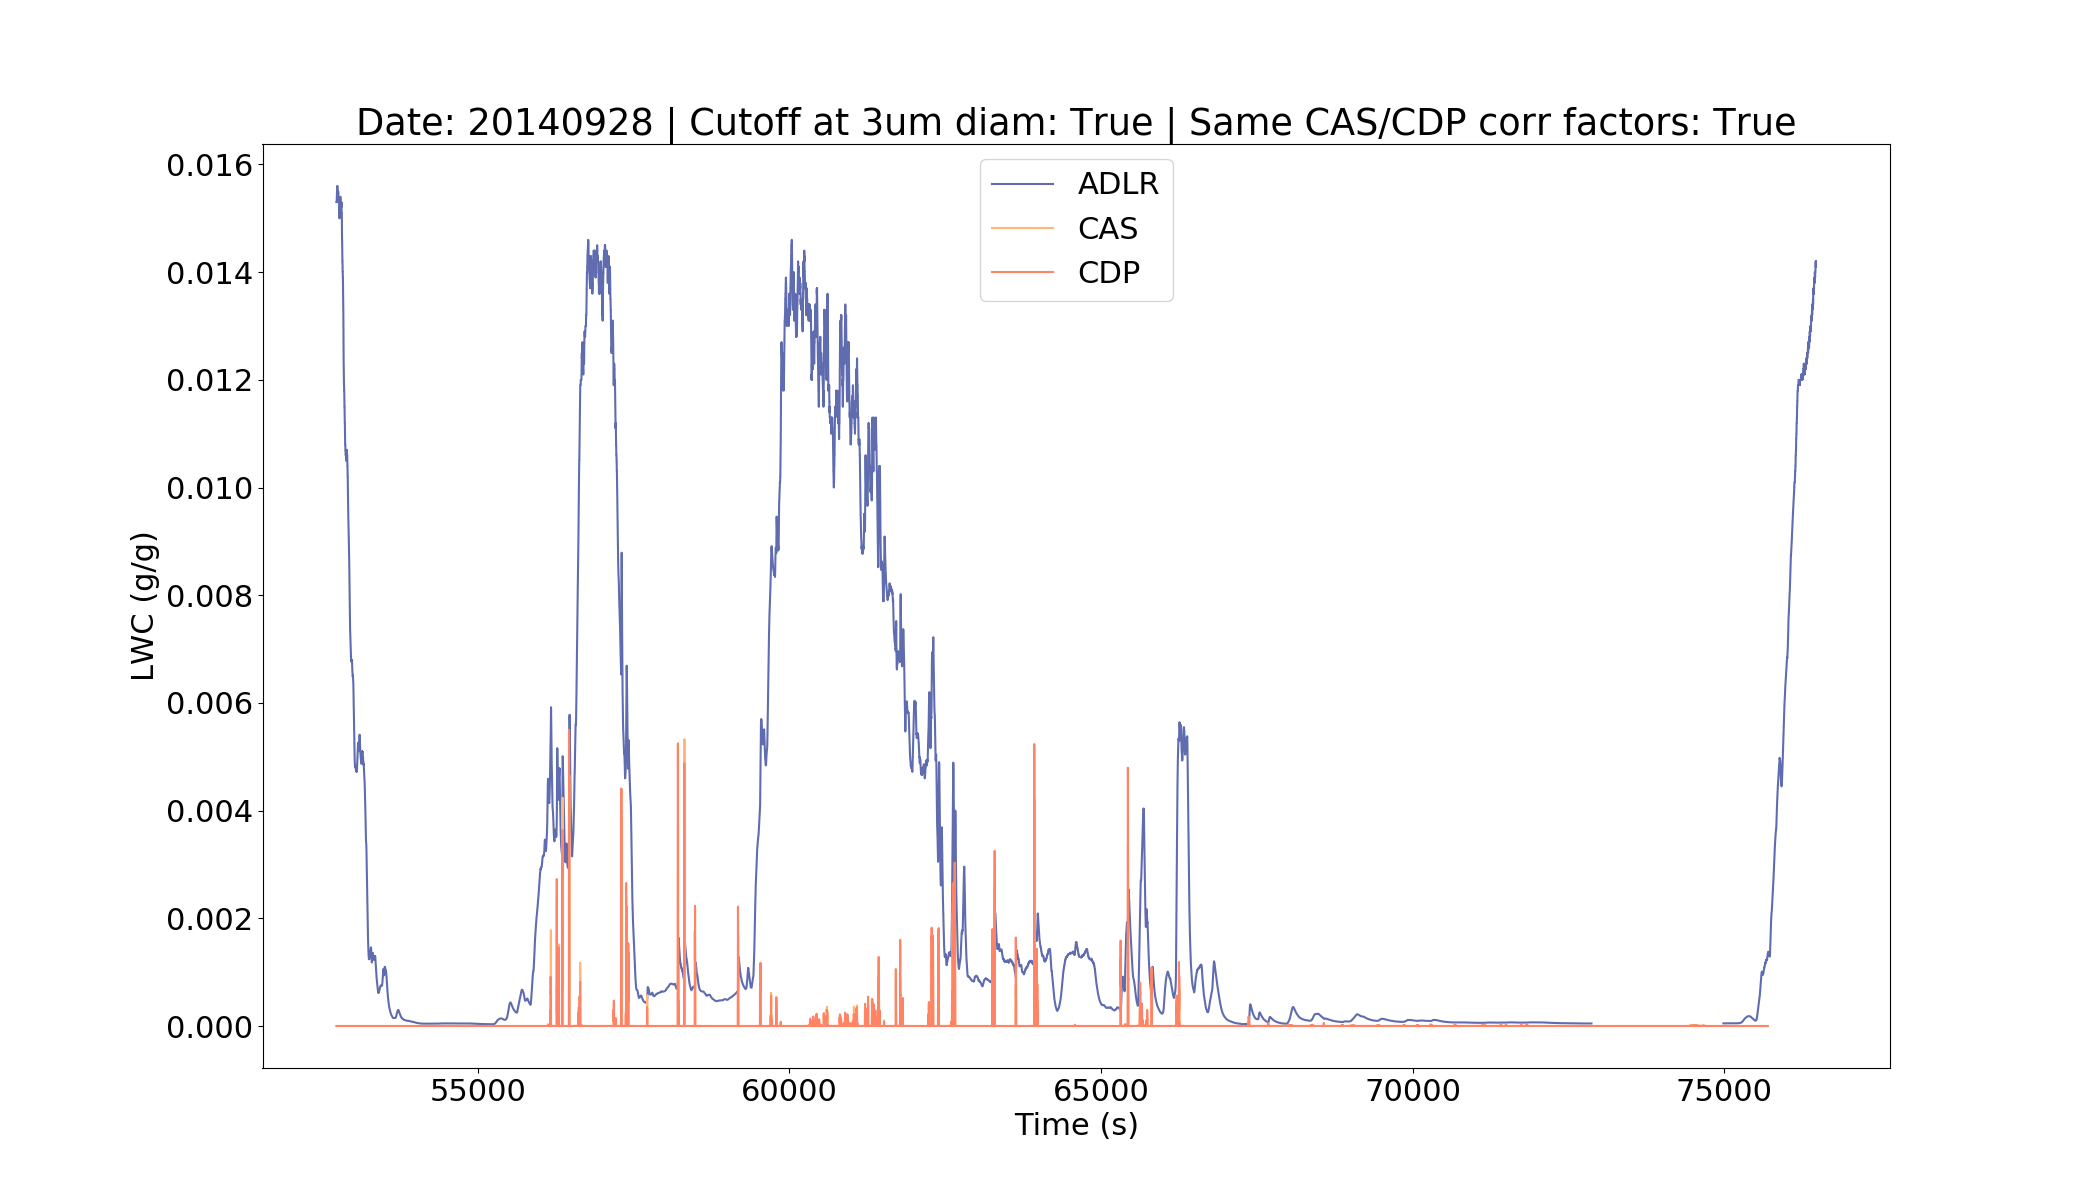 Date: 20140928 | Cutoff at 3um diam: True | Same CAS/CDP corr factors: True
ADLR
CAS
CDP
0.016
0.014
0.012
0.010
0.008
0.006
0.004
0.002
0.000
LWC (g/g)
55000 60000 65000 70000 75000
Time (s)